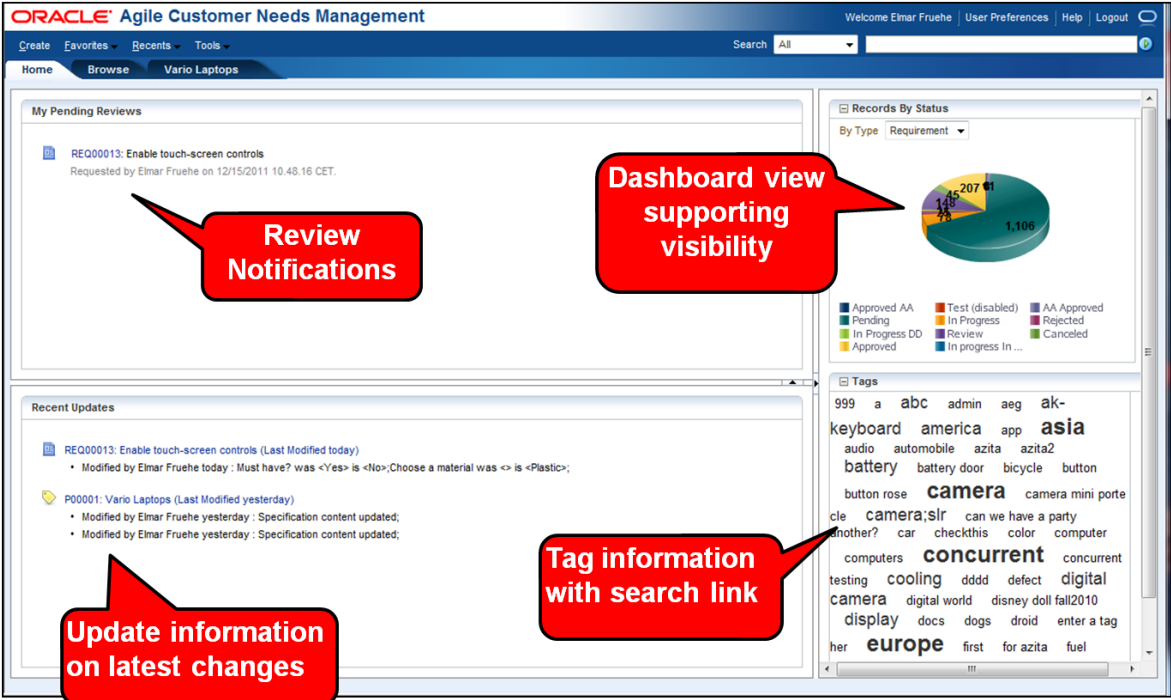 ORACLE Agile Customer Needs Management
Welcome Elmar Fruehe User Preferences Help Logout
Create Favorites Recents Tools
Search All
Home Browse Vario Laptops
My Pending Reviews
REQ00013: Enable touch-screen controls
Requested by Elmar Fruehe on 12/15/2011 10.48.16 CET.
Review
Notifications
Recent Updates
REQ00013: Enable touch-screen controls (Last Modified today)
• Modified by Elmar Fruehe today : Must have? was <Yes> is <No>;Choose a material was <> is <Plastic>;
P00001: Vario Laptops (Last Modified yesterday)
• Modified by Elmar Fruehe yesterday : Specification content updated;
• Modified by Elmar Fruehe yesterday : Specification content updated;
Update information
on latest changes
Records By Status
By Type Requirement
Dashboard view
supporting
visibility
207
45
148
78
1,106
Approved AA Test (disabled) AA Approved
Pending In Progress Rejected
In Progress DD Review Canceled
Approved In progress In ...
Tags
999 a abc admin aeg ak-
keyboard america app asia
audio automobile azita azita2
battery battery door bicycle button
button rose camera camera mini porte
cle camera;slr can we have a party
another? car checkthis color computer
computers concurrent concurrent
testing cooling dddd defect digital
camera digital world disney doll fall2010
display docs dogs droid enter a tag
her europe first for azita fuel
Tag information
with search link